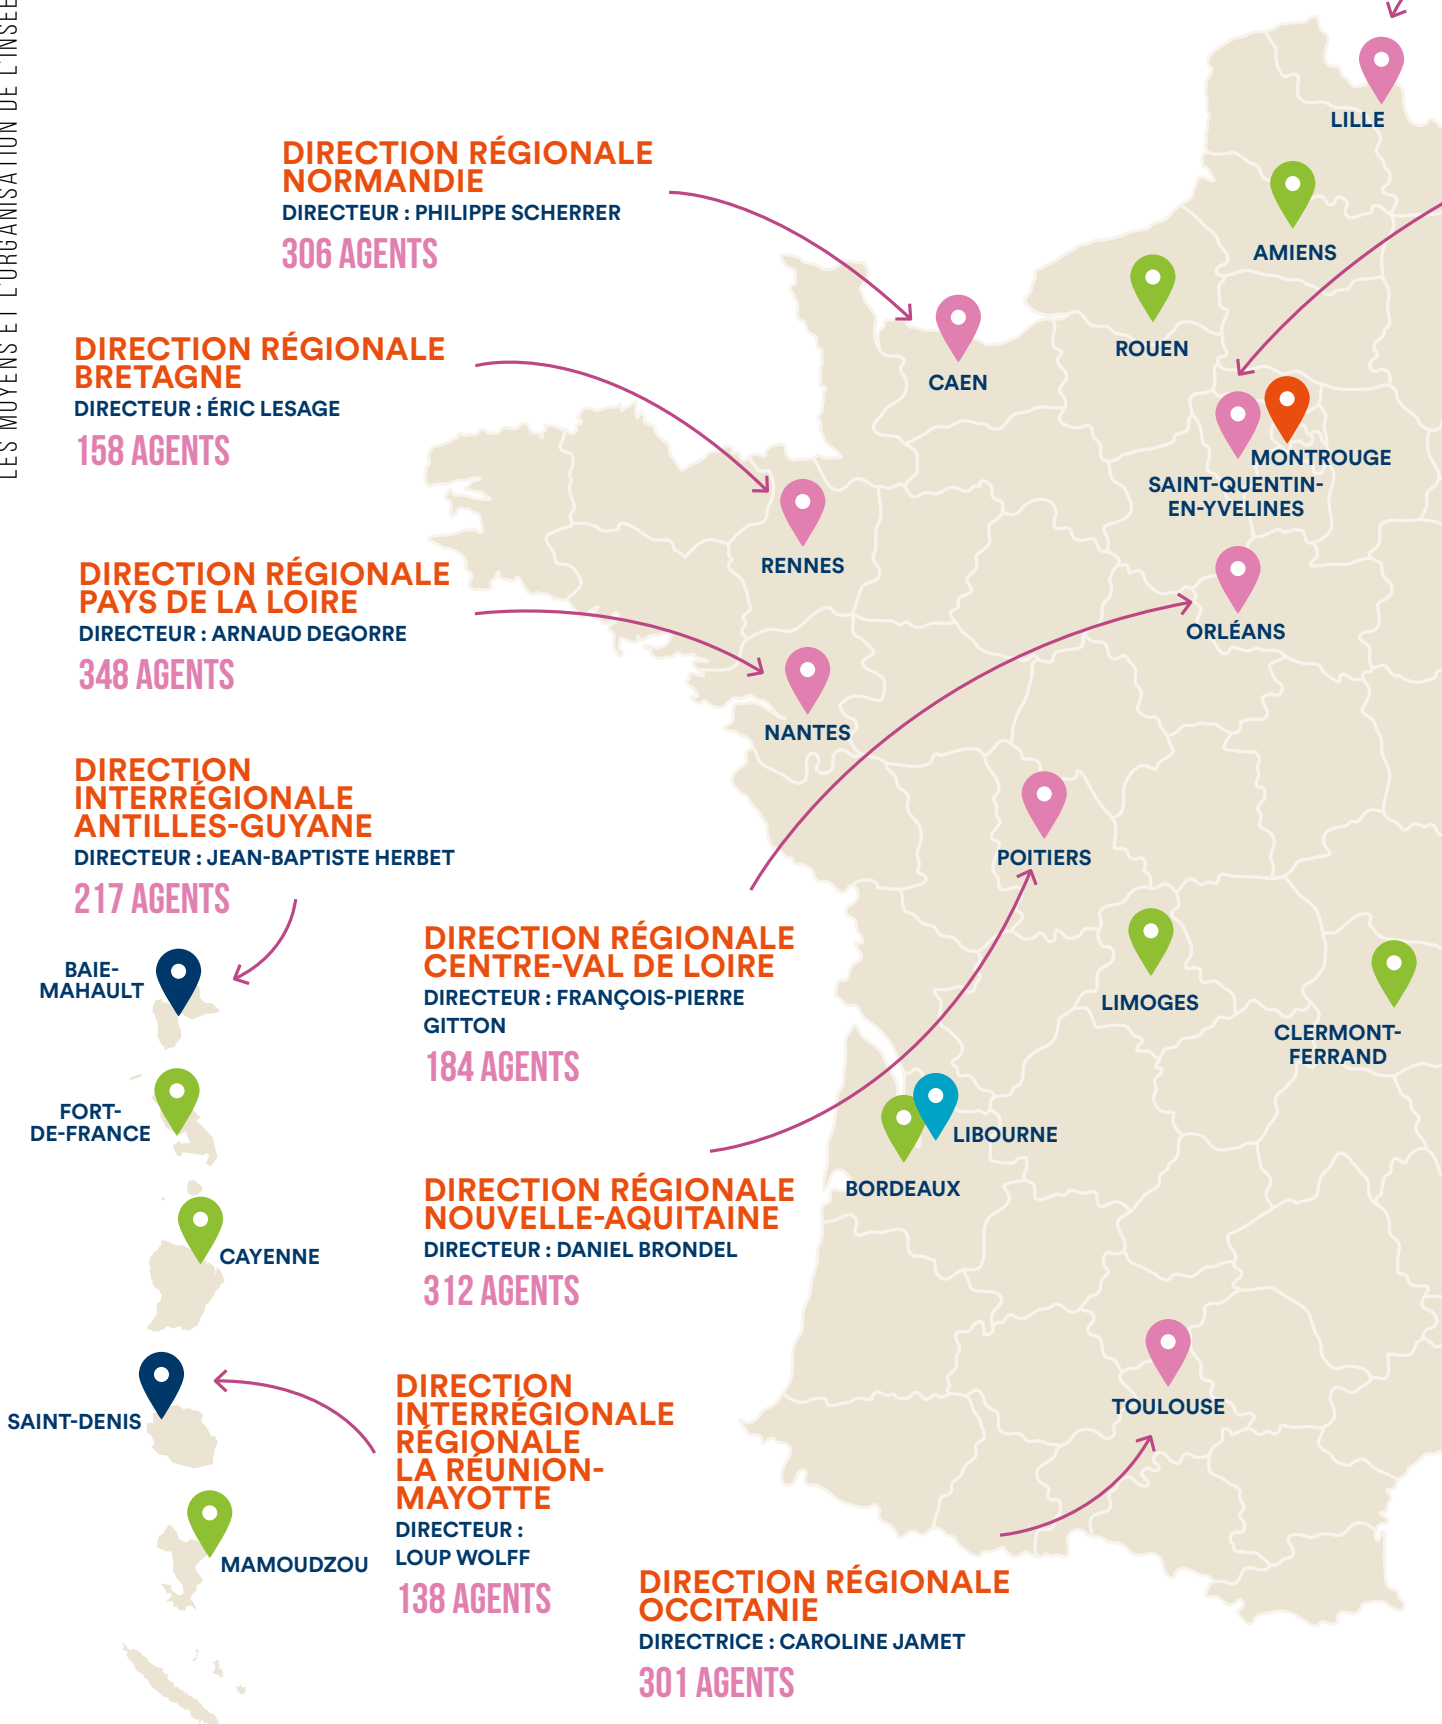 LES MOYENS ET L'ORGANISATION DE L'INSEE
LILLE
DIRECTION RÉGIONALE
NORMANDIE
DIRECTEUR : PHILIPPE SCHERRER
306 AGENTS
AMIENS
ROUEN
CAEN
DIRECTION RÉGIONALE
BRETAGNE
DIRECTEUR : ÉRIC LESAGE
158 AGENTS
MONTROUGE
SAINT-QUENTIN-
EN-YVELINES
RENNES
DIRECTION RÉGIONALE
PAYS DE LA LOIRE
DIRECTEUR : ARNAUD DEGORRE
348 AGENTS
ORLÉANS
NANTES
DIRECTION
INTERRÉGIONALE
ANTILLES-GUYANE
DIRECTEUR : JEAN-BAPTISTE HERBET
217 AGENTS
POITIERS
BAIE-
MAHAULT
DIRECTION RÉGIONALE
CENTRE-VAL DE LOIRE
DIRECTEUR : FRANÇOIS-PIERRE
GITTON
184 AGENTS
LIMOGES
CLERMONT-
FERRAND
FORT-
DE-FRANCE
LIBOURNE
BORDEAUX
DIRECTION RÉGIONALE
NOUVELLE-AQUITAINE
DIRECTEUR : DANIEL BRONDEL
312 AGENTS
CAYENNE
SAINT-DENIS
DIRECTION
INTERRÉGIONALE
RÉGIONALE
LA RÉUNION-
MAYOTTE
DIRECTEUR :
LOUP WOLFF
138 AGENTS
TOULOUSE
MAMOUDZOU
DIRECTION RÉGIONALE
OCCITANIE
DIRECTRICE : CAROLINE JAMET
301 AGENTS